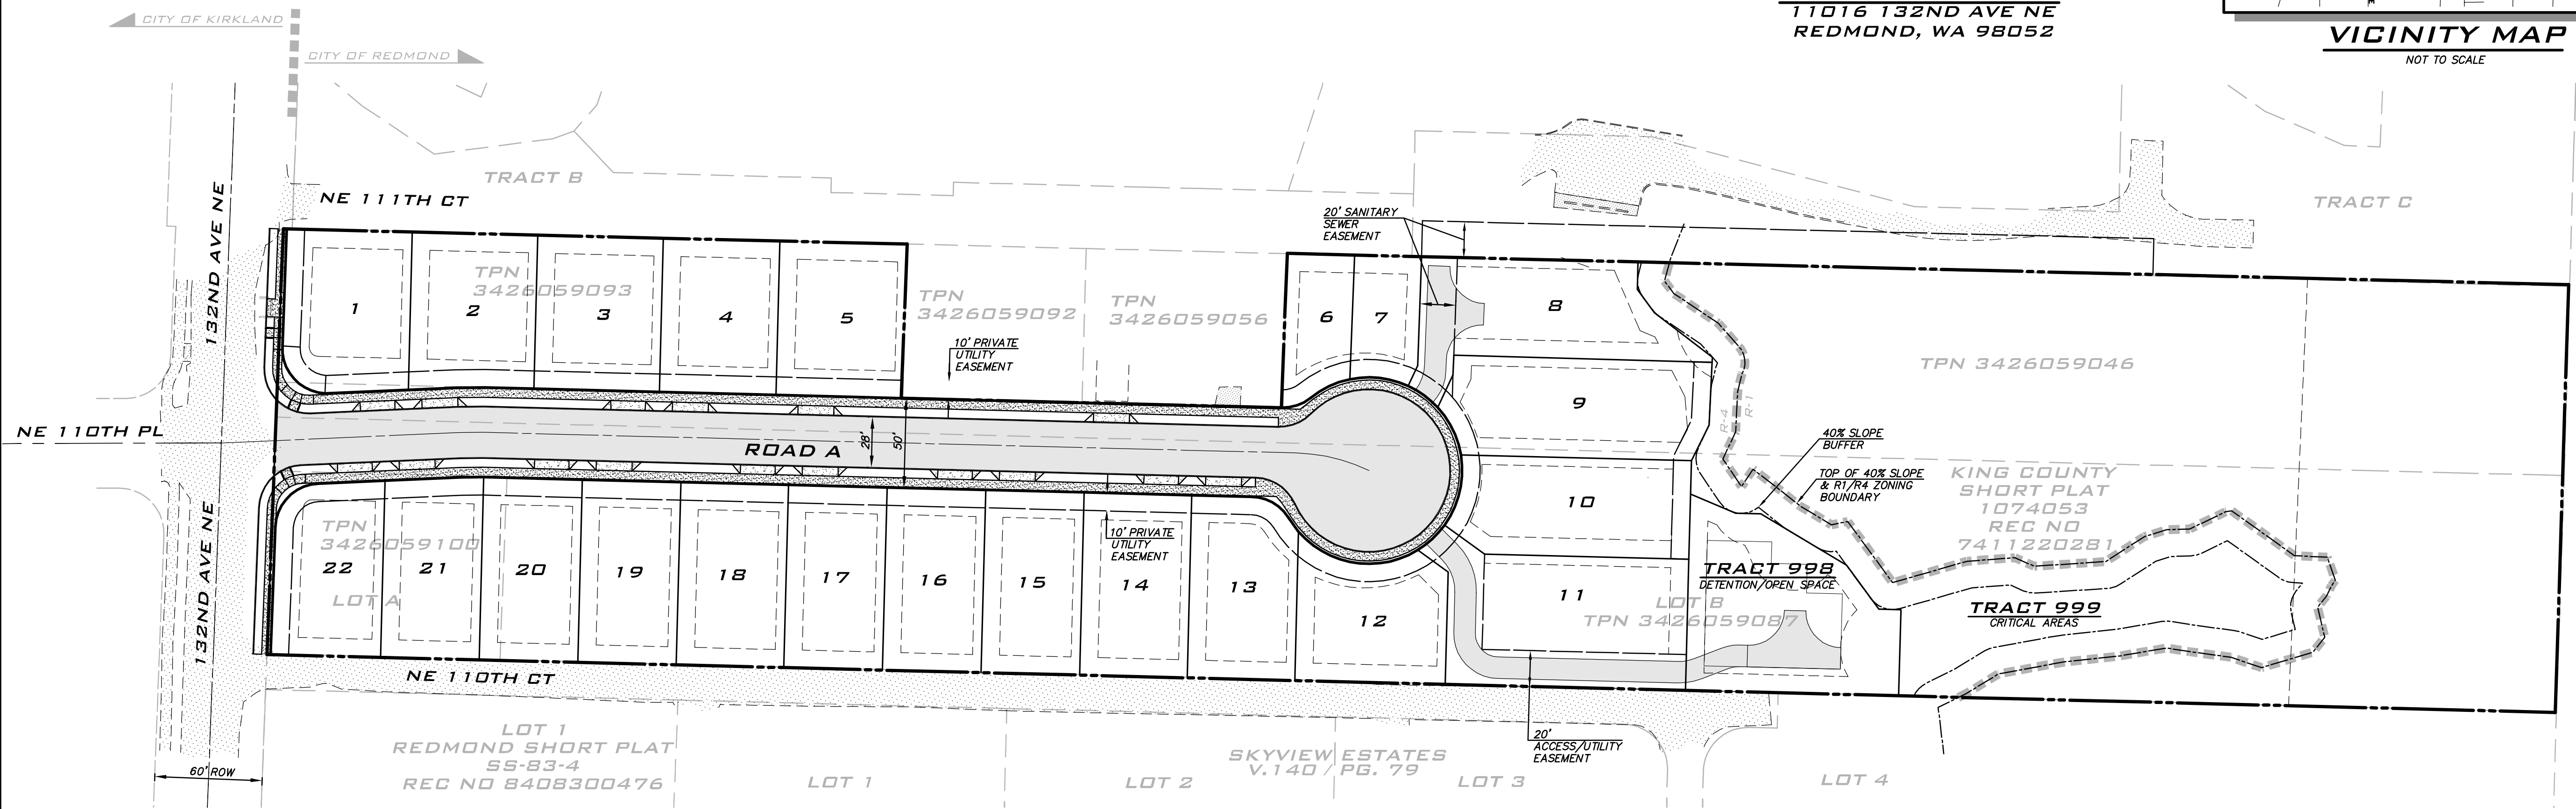 CITY OF KIRKLAND
CITY OF REDMOND
11016 132ND AVE NE
REDMOND, WA 98052
VICINITY MAP
NOT TO SCALE
TRACT B
NE 111TH CT
132ND AVE NE
TRACT C
20' SANITARY
SEWER
EASEMENT
TPN
3426059093
TPN
3426059092
TPN
3426059056
1
2
3
4
5
6
7
8
9
10
11
10' PRIVATE
UTILITY
EASEMENT
TPN 3426059046
R-4
R-1
NE 110TH PL
ROAD A
28'
50'
40% SLOPE
BUFFER
TOP OF 40% SLOPE
& R1/R4 ZONING
BOUNDARY
KING COUNTY
SHORT PLAT
1074053
REC NO
7411220281
10' PRIVATE
UTILITY
EASEMENT
TPN
3426059100
22
21
20
19
18
17
16
15
14
13
12
LOT A
132ND AVE NE
TRACT 998
DETENTION/OPEN SPACE
LOT B
TPN 3426059087
TRACT 999
CRITICAL AREAS
NE 110TH CT
LOT 1
REDMOND SHORT PLAT
SS-83-4
REC NO 8408300476
60' ROW
LOT 1
LOT 2
SKYVIEW ESTATES
V.140 / PG. 79
LOT 3
20'
ACCESS/UTILITY
EASEMENT
LOT 4